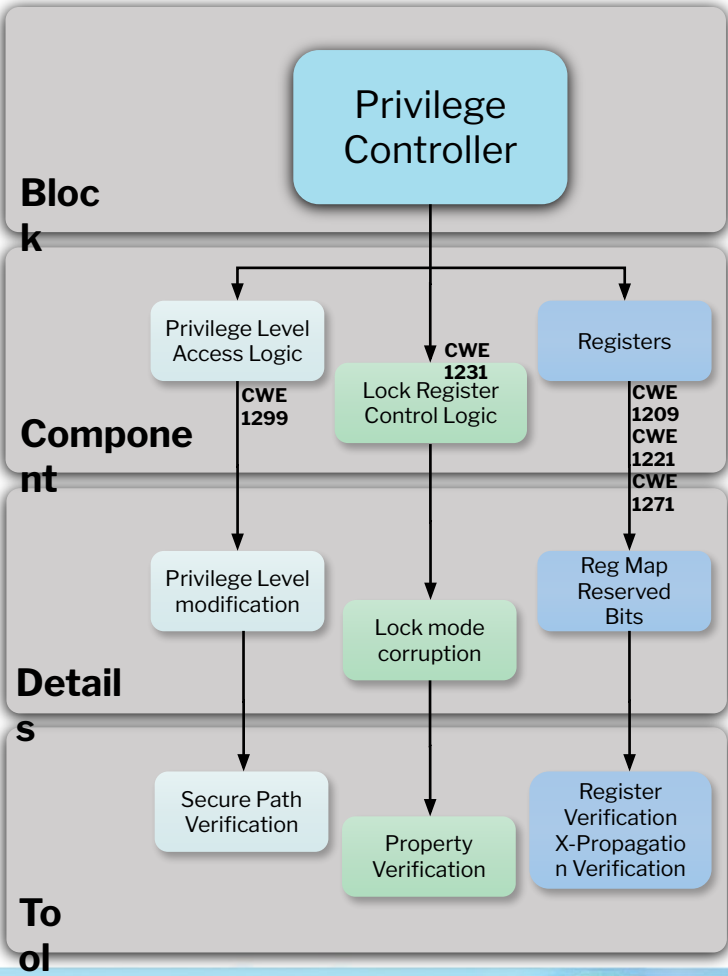 Privilege
Controller
Bloc
k
Privilege Level
Access Logic
CWE
1231
Lock Register
Control Logic
Registers
CWE
1299
CWE
1209
CWE
1221
CWE
1271
Compone
nt
Privilege Level
modification
Lock mode
corruption
Reg Map
Reserved
Bits
Detail
s
Secure Path
Verification
Property
Verification
Register
Verification
X-Propagatio
n Verification
To
ol